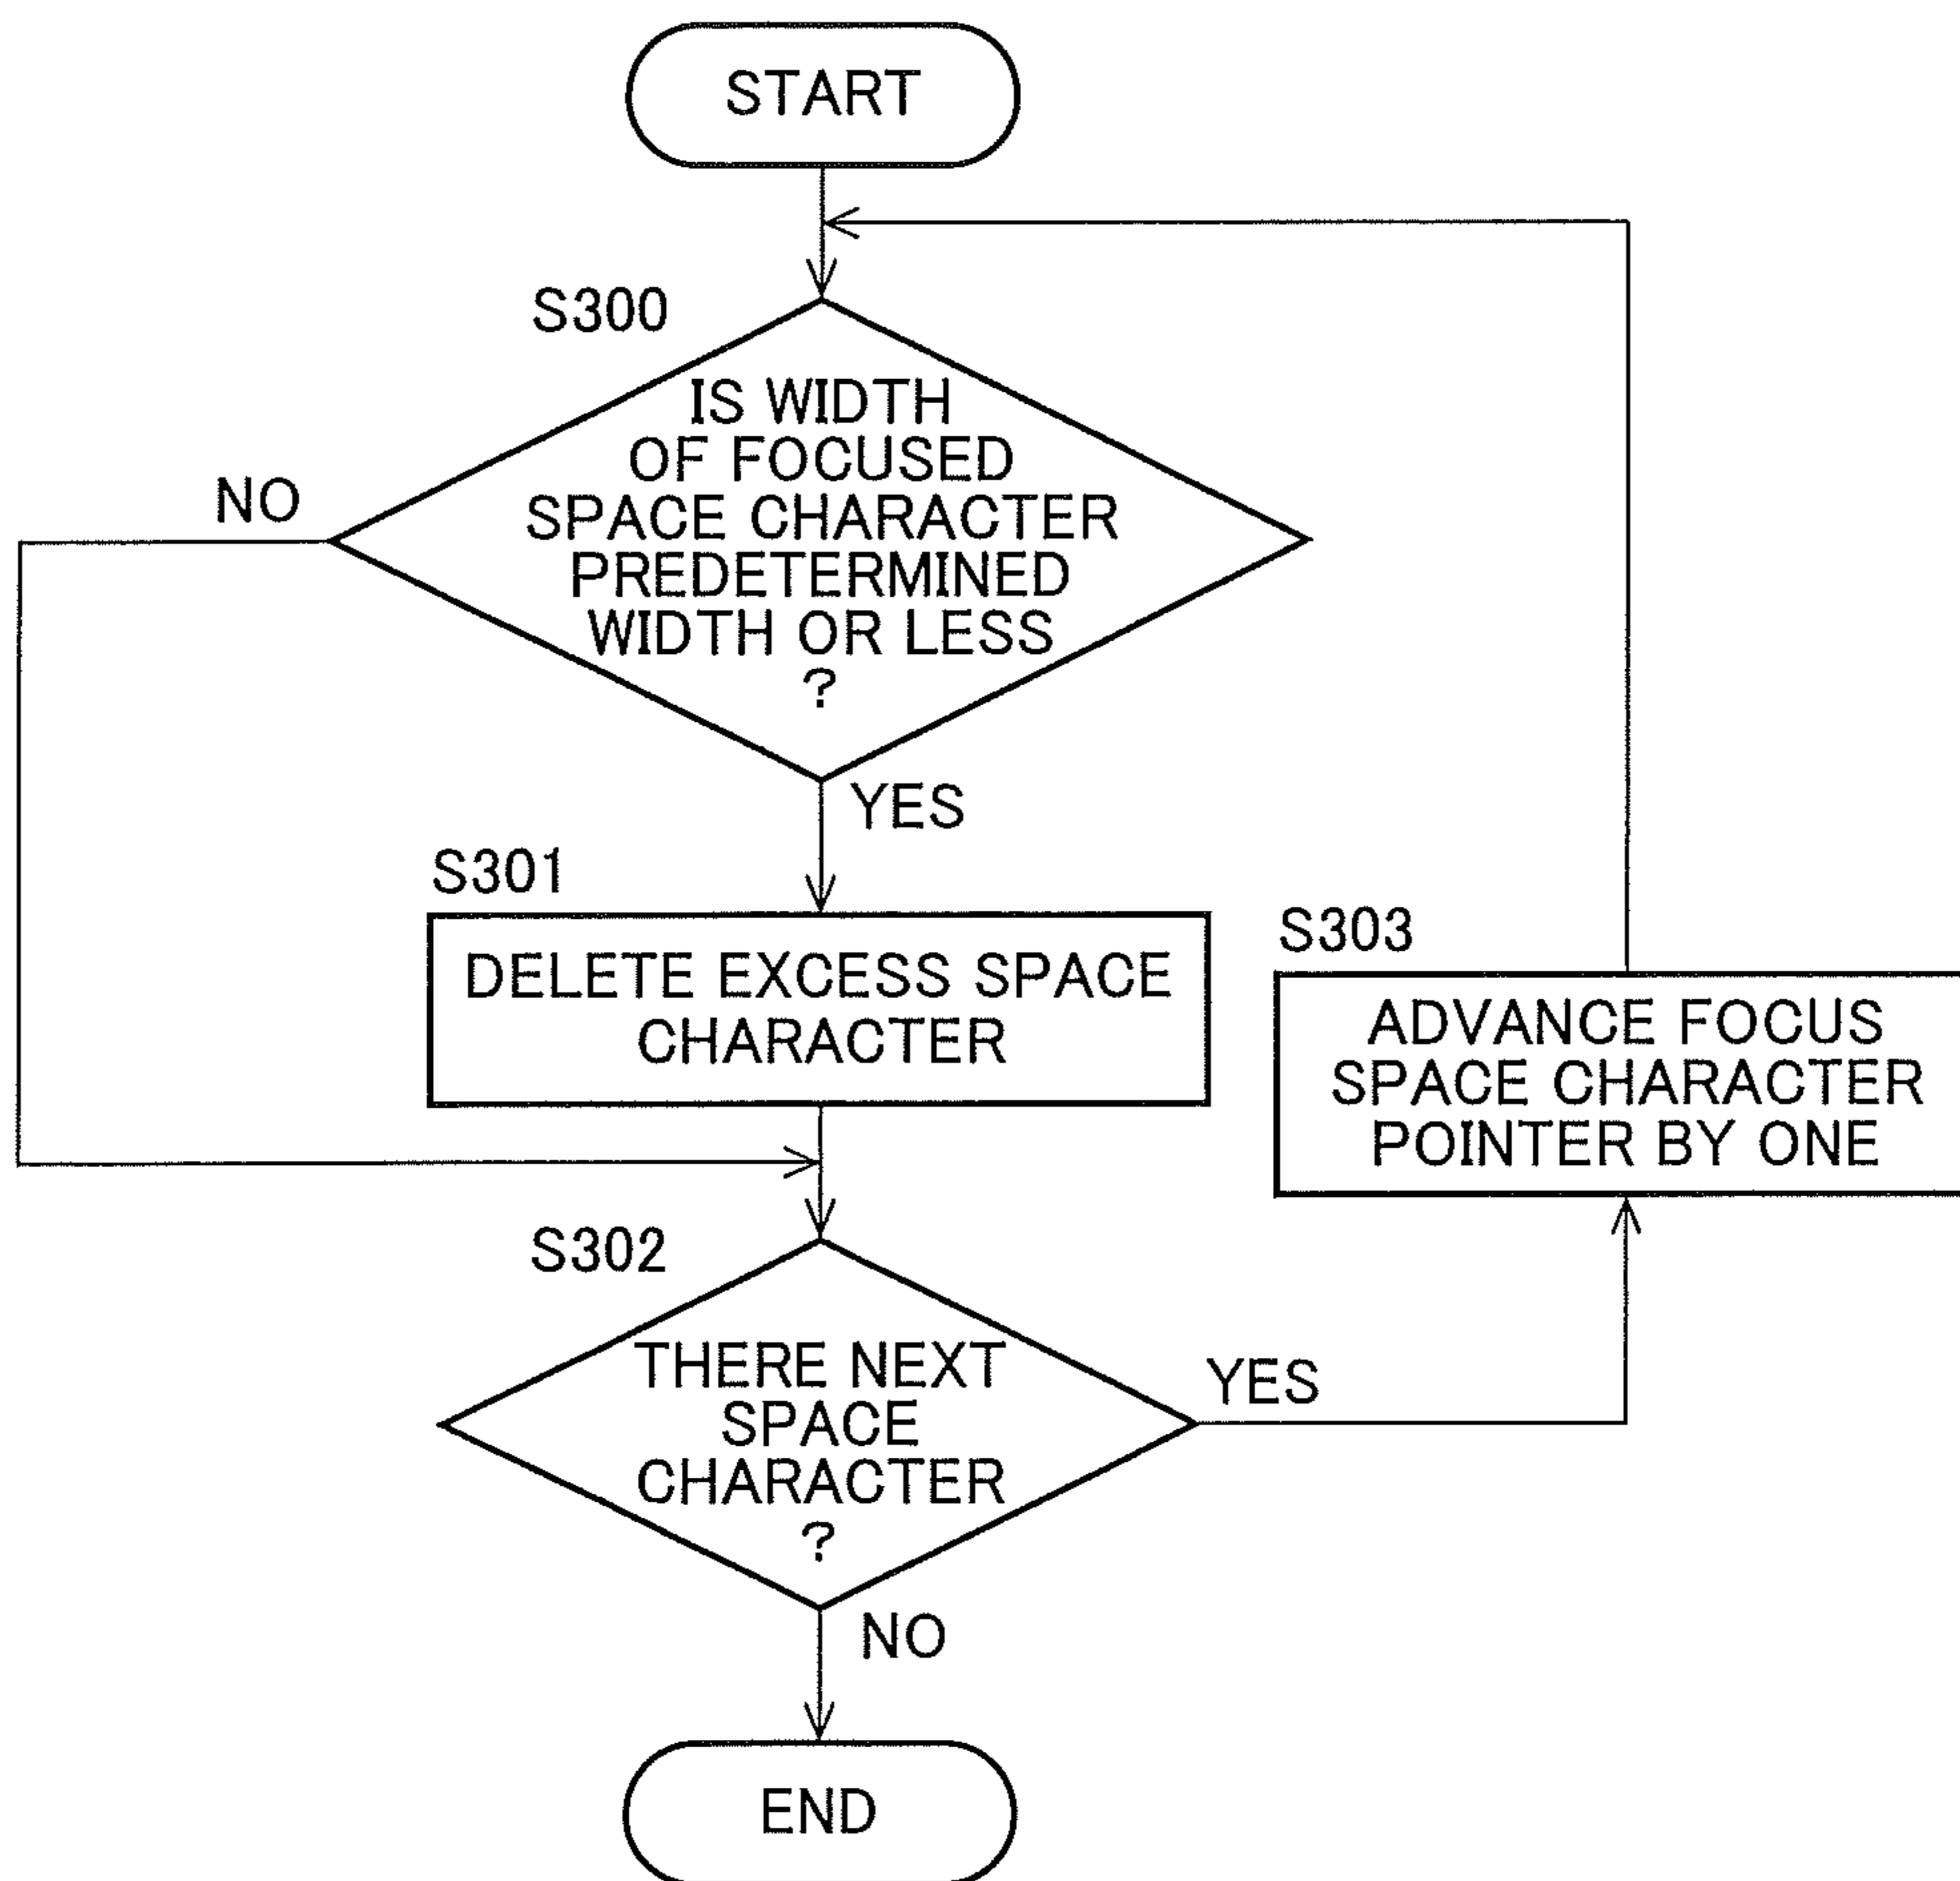 START
S300
IS WIDTH
OF FOCUSED
SPACE CHARACTER
PREDETERMINED
WIDTH OR LESS
?
NO
YES
S301
DELETE EXCESS SPACE
CHARACTER
S303
ADVANCE FOCUS
SPACE CHARACTER
POINTER BY ONE
S302
THERE NEXT
SPACE
CHARACTER
?
YES
NO
END